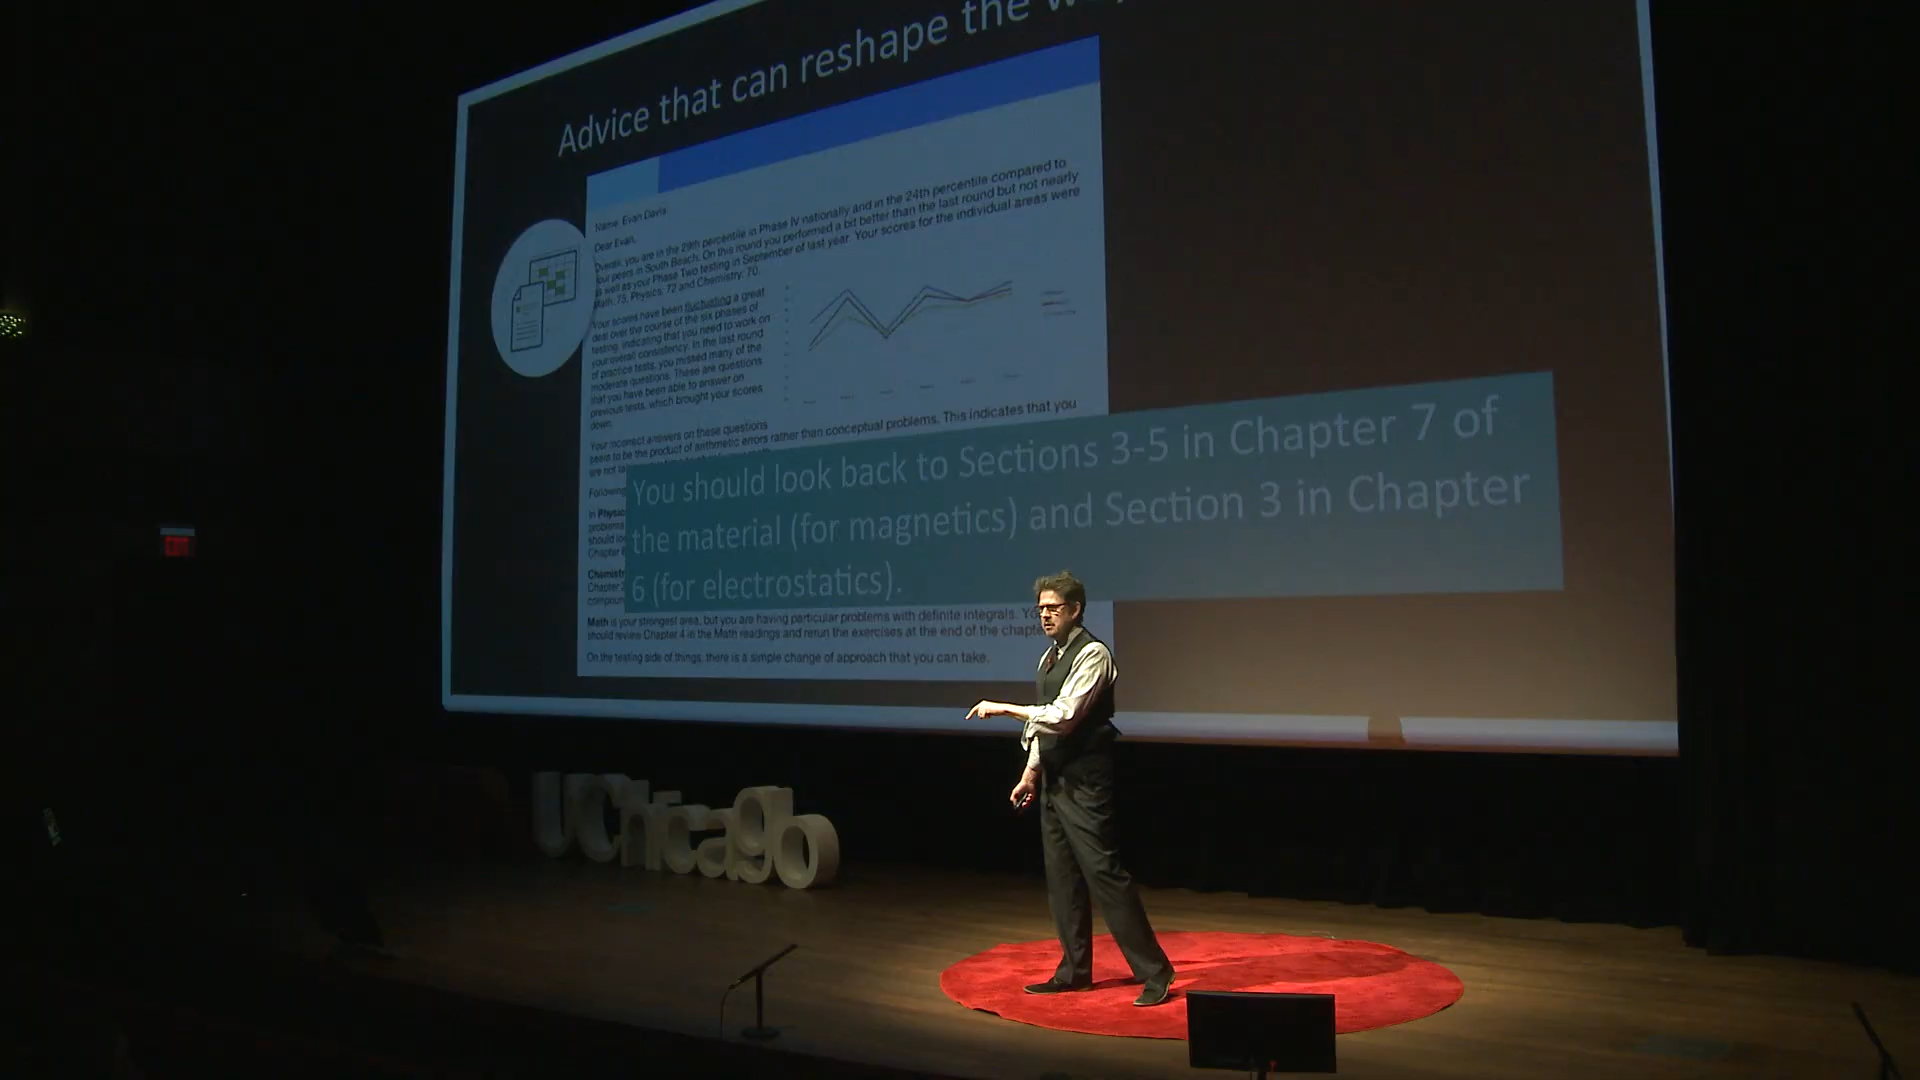 Advice that can reshape the
Name: Evan Davis
Dear Evan,
Overall, you are in the 29th percentile in Phase IV nationally and in the 24th percentile compared to
your peers in South Beach. On this round you performed a bit better than the last round but not nearly
as well as your Phase Two testing in September of last year. Your scores for the individual areas were
Math, 75, Physics, 72 and Chemistry, 70.
Your scores have been fluctuating a great
deal over the course of the six phases of
testing, indicating that you need to work on
your overall consistency. In the last round
of practice tests, you missed many of the
moderate questions. These are questions
that you have been able to answer on
previous tests, which brought your scores
down.
Your incorrect answers on these questions
seem to be the product of arithmetic errors rather than conceptual problems. This indicates that you
are not
Following
In Physics
problems
should
Chapter 6
You should look back to Sections 3-5 in Chapter 7 of
the material (for magnetics) and Section 3 in Chapter
6 (for electrostatics).
Chapter
Math is your strongest area, but you are having particular problems with definite integrals.
should review Chapter 4 in the Math readings and rerun the exercises at the end of the
On the testing side of things, there is a simple change of approach that you can take.
UChicago